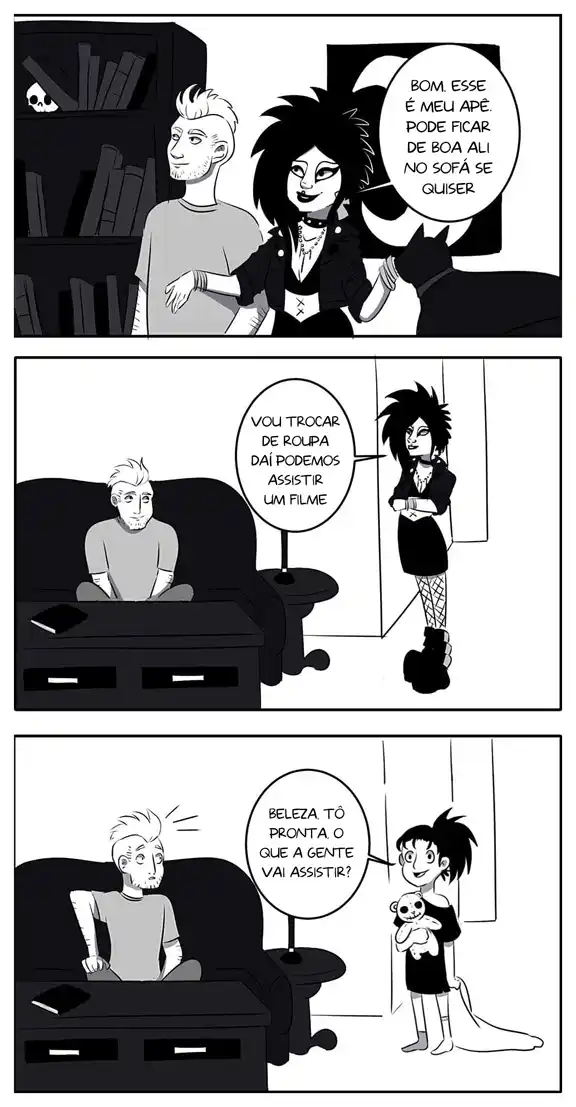 BOM, ESSE
É MEU APÊ.
PODE FICAR
DE BOA ALI
NO SOFÁ SE
QUISER
VOU TROCAR
DE ROUPA
DAÍ PODEMOS
ASSISTIR
UM FILME
BELEZA, TÔ
PRONTA, O
QUE A GENTE
VAI ASSISTIR?